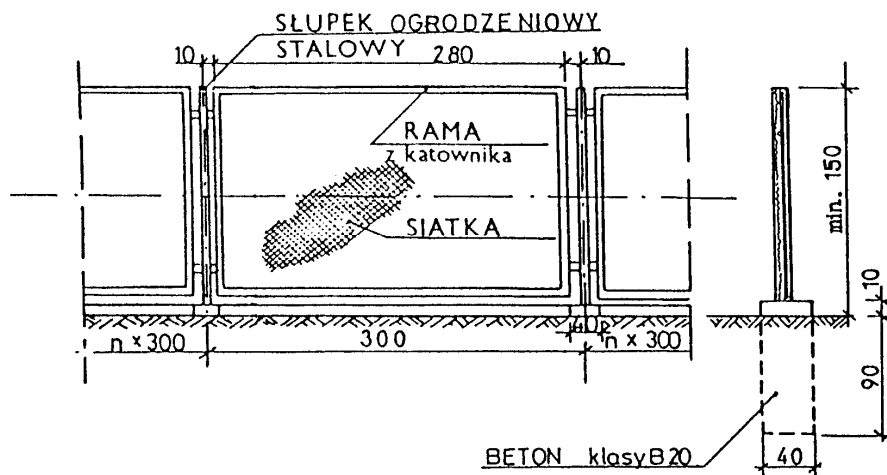 SŁUPEK OGRODZENIOWY
STALOWY
10 280 10
RAMA
z katownika
SIATKA
min. 150
10
40
n × 300 300 n × 300
90
BETON klasy B20
40